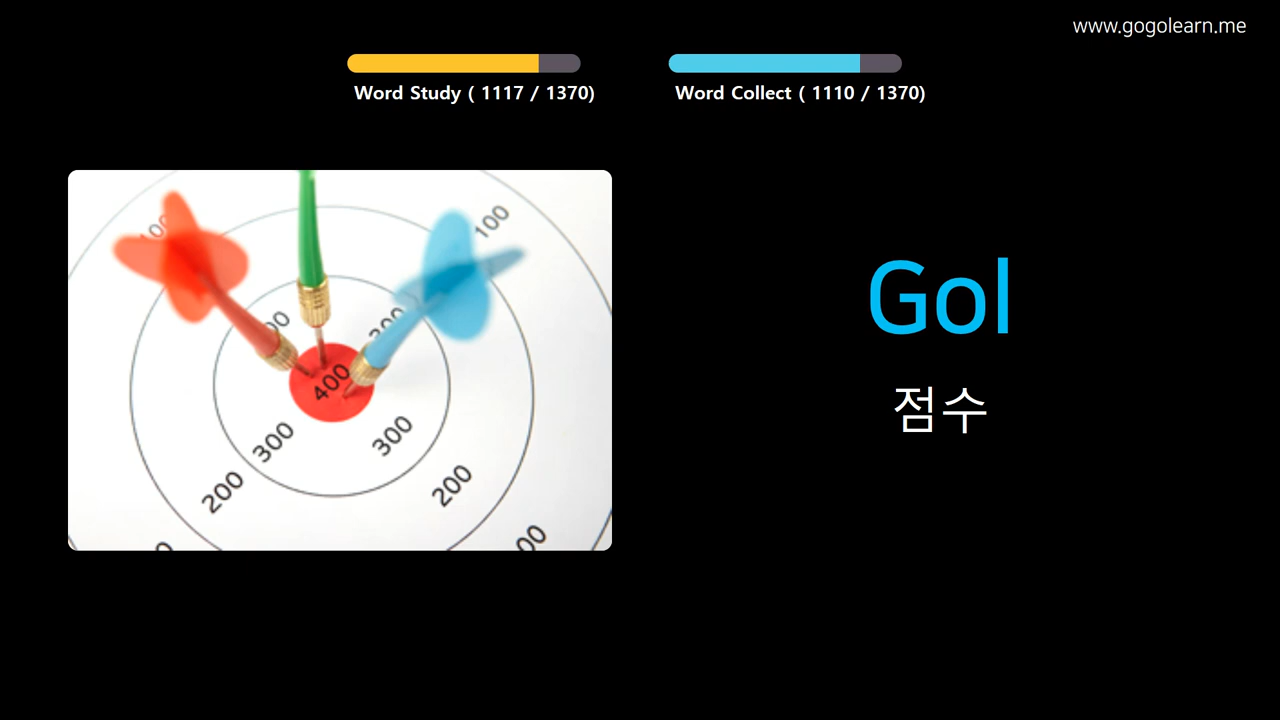 www.gogolearn.me
Word Study ( 1117 / 1370)
Word Collect ( 1110 / 1370)
Gol
점수
100
100
400
300
300
200
200